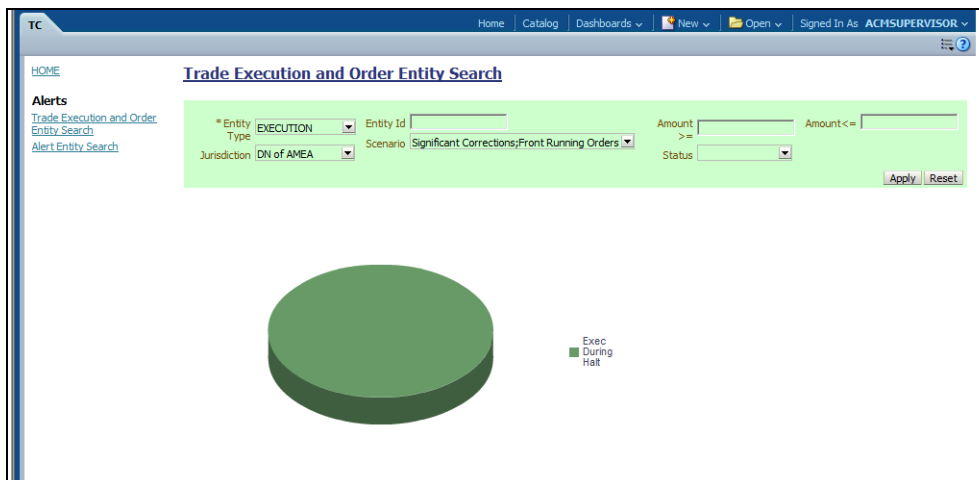 TC
Home Catalog Dashboards New Open Signed In As ACMSUPERVISOR
HOME
Alerts
Trade Execution and Order
Entity Search
Alert Entity Search
Trade Execution and Order Entity Search
* Entity
Type
EXECUTION
Entity Id
Amount
>=
Amount<=
Jurisdiction
DN of AMEA
Scenario
Significant Corrections;Front Running Orders
Status
Apply Reset
Exec
During
Halt